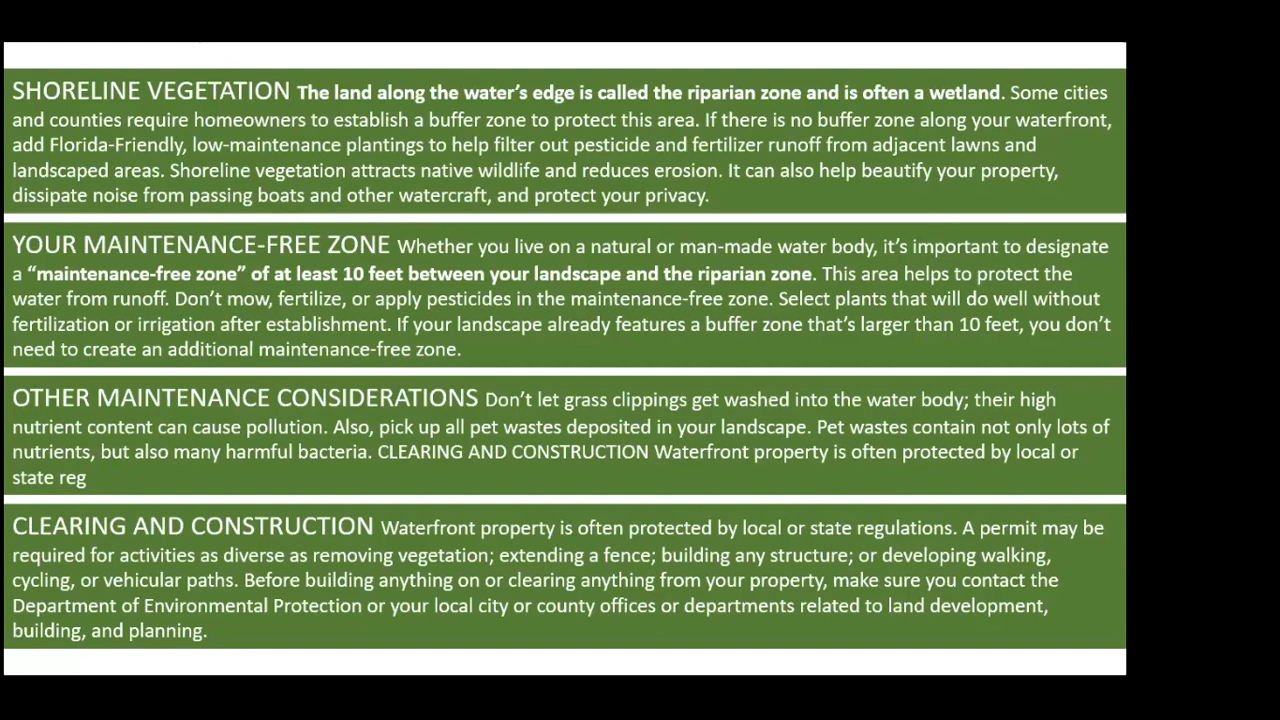 SHORELINE VEGETATION The land along the water’s edge is called the riparian zone and is often a wetland. Some cities
and counties require homeowners to establish a buffer zone to protect this area. If there is no buffer zone along your waterfront,
add Florida-Friendly, low-maintenance plantings to help filter out pesticide and fertilizer runoff from adjacent lawns and
landscaped areas. Shoreline vegetation attracts native wildlife and reduces erosion. It can also help beautify your property,
dissipate noise from passing boats and other watercraft, and protect your privacy.
YOUR MAINTENANCE-FREE ZONE Whether you live on a natural or man-made water body, it’s important to designate
a “maintenance-free zone” of at least 10 feet between your landscape and the riparian zone. This area helps to protect the
water from runoff. Don’t mow, fertilize, or apply pesticides in the maintenance-free zone. Select plants that will do well without
fertilization or irrigation after establishment. If your landscape already features a buffer zone that’s larger than 10 feet, you don’t
need to create an additional maintenance-free zone.
OTHER MAINTENANCE CONSIDERATIONS Don’t let grass clippings get washed into the water body; their high
nutrient content can cause pollution. Also, pick up all pet wastes deposited in your landscape. Pet wastes contain not only lots of
nutrients, but also many harmful bacteria. CLEARING AND CONSTRUCTION Waterfront property is often protected by local or
state reg
CLEARING AND CONSTRUCTION Waterfront property is often protected by local or state regulations. A permit may be
required for activities as diverse as removing vegetation; extending a fence; building any structure; or developing walking,
cycling, or vehicular paths. Before building anything on or clearing anything from your property, make sure you contact the
Department of Environmental Protection or your local city or county offices or departments related to land development,
building, and planning.